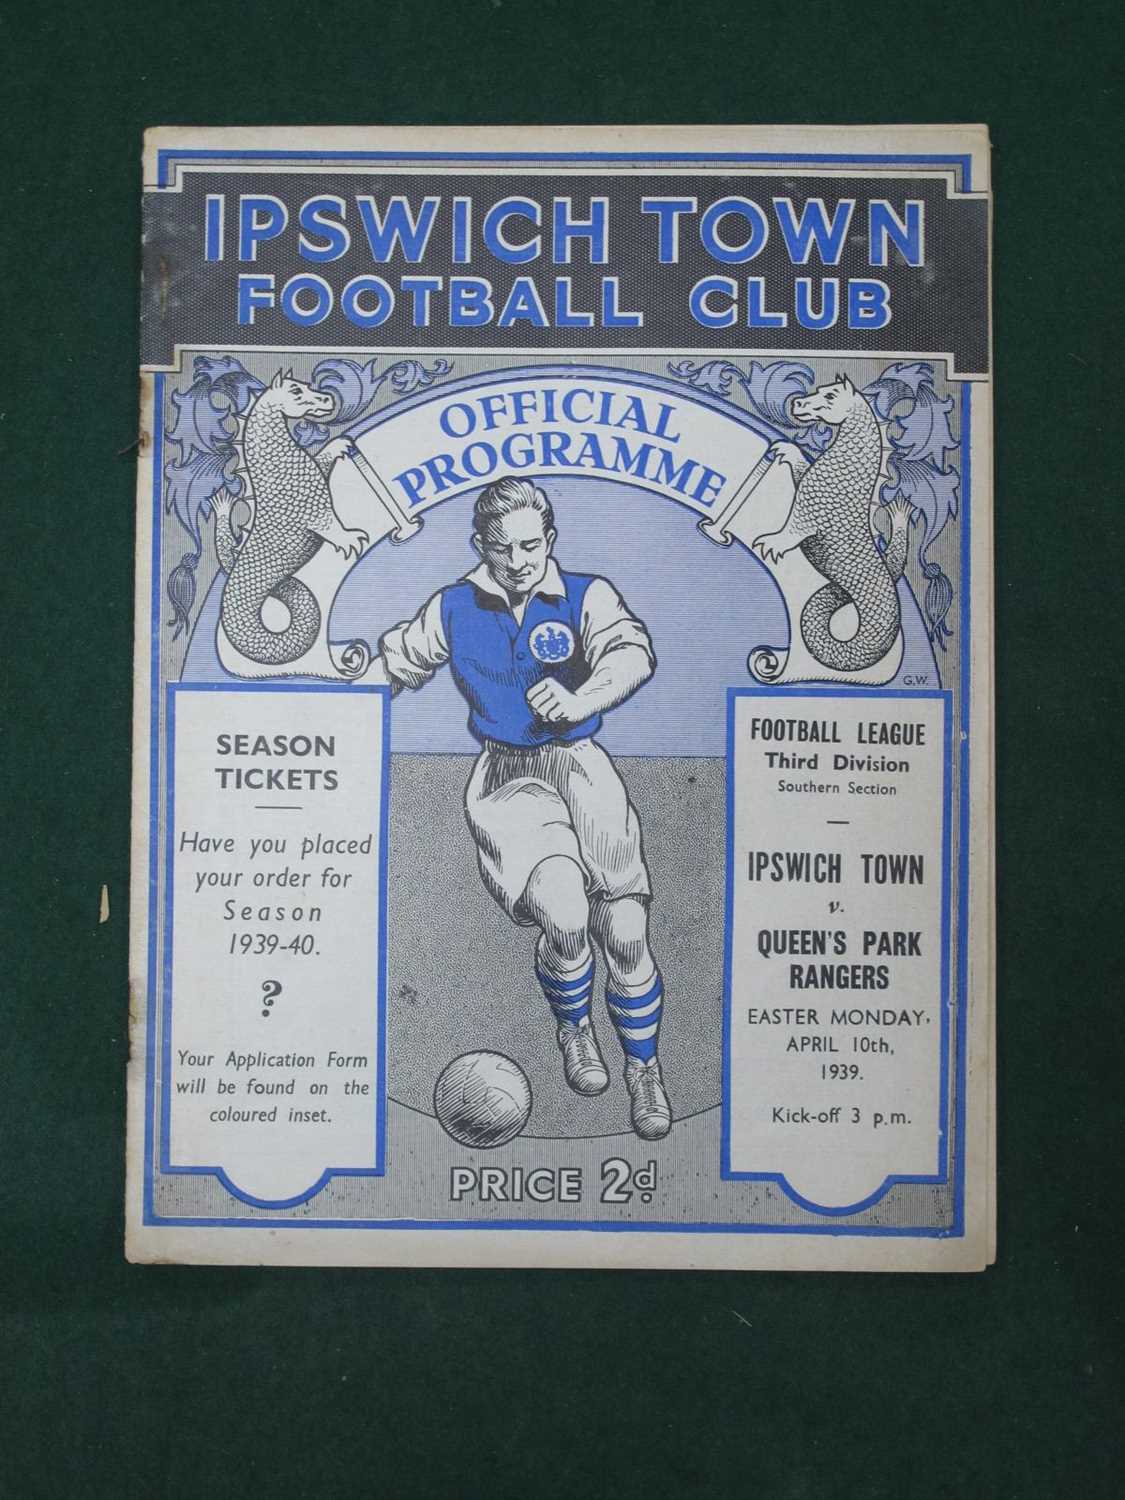 IPSWICH TOWN
FOOTBALL CLUB
OFFICIAL
PROGRAMME
G.W.
SEASON
TICKETS
Have you placed
your order for
Season
1939-40.
?
Your Application Form
will be found on the
coloured inset.
FOOTBALL LEAGUE
Third Division
Southern Section
IPSWICH TOWN
v.
QUEEN'S PARK
RANGERS
EASTER MONDAY,
APRIL 10th,
1939.
Kick-off 3 p.m.
PRICE 2d.